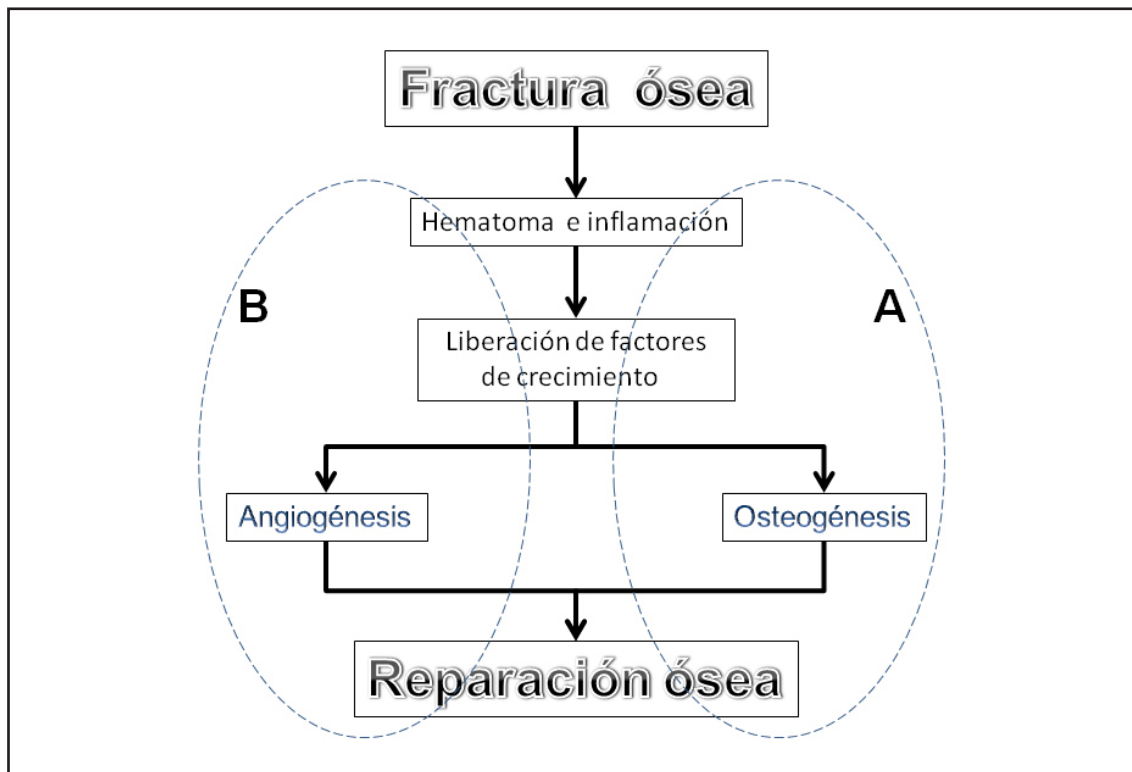 Fractura ósea
Hematoma e inflamación
B
A
Liberación de factores
de crecimiento
Angiogénesis
Osteogénesis
Reparación ósea